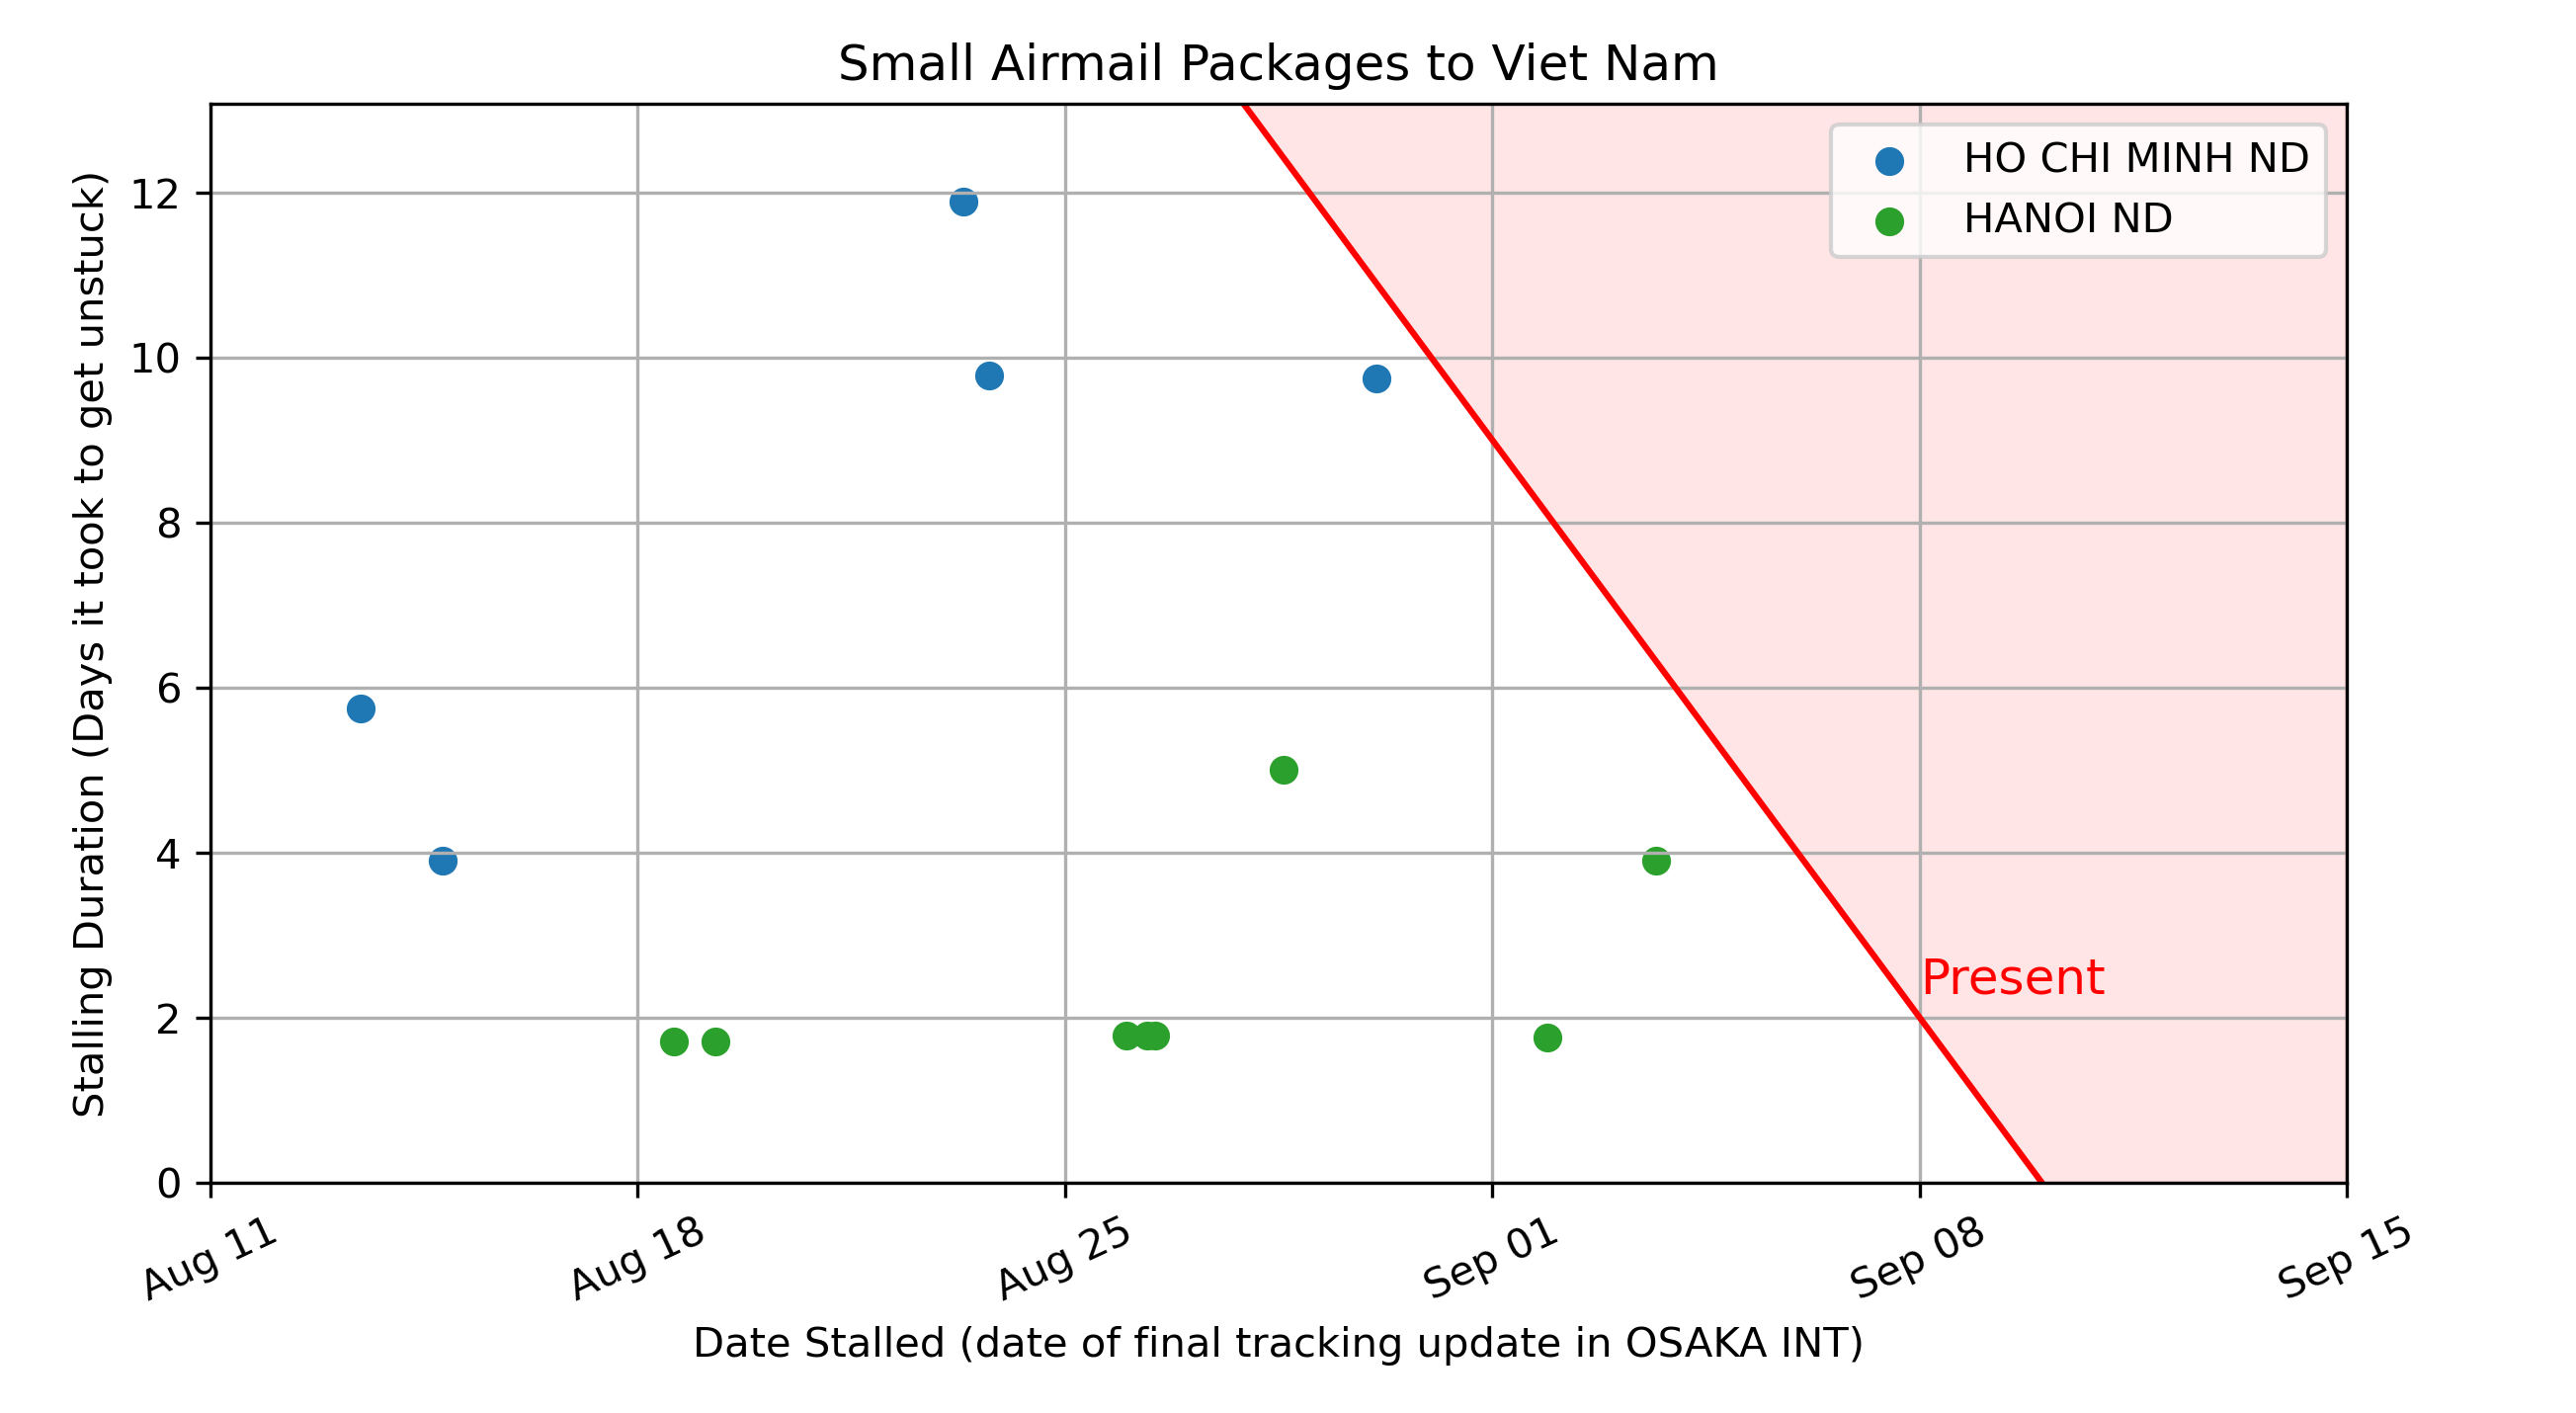 Small Airmail Packages to Viet Nam
Stalling Duration (Days it took to get unstuck)
12
10
8
6
4
2
0
HO CHI MINH ND
HANOI ND
Present
Aug 11
Aug 18
Aug 25
Sep 01
Sep 08
Sep 15
Date Stalled (date of final tracking update in OSAKA INT)